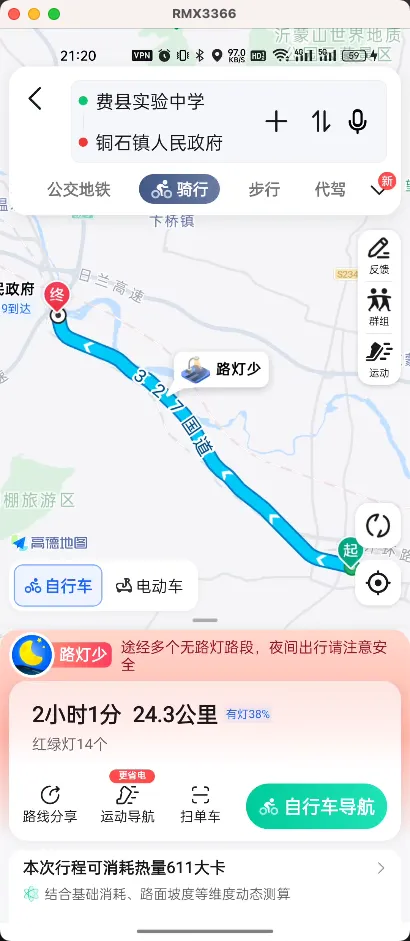 RMX3366
沂蒙山世界地质
21:20
VPN
97.0
KB/S
HD
4G
5G
59
费县实验中学
铜石镇人民政府
公交地铁
骑行
步行
代驾
新
卞桥镇
日兰高速
S234
反馈
群组
运动
民政府
9到达
终
路灯少
327国道
棚旅游区
高德地图
起
环路
自行车
电动车
路灯少
途经多个无路灯路段，夜间出行请注意安
全
2小时1分 24.3公里 有灯38%
红绿灯14个
更省电
路线分享
运动导航
扫单车
自行车导航
本次行程可消耗热量611大卡
结合基础消耗、路面坡度等维度动态测算